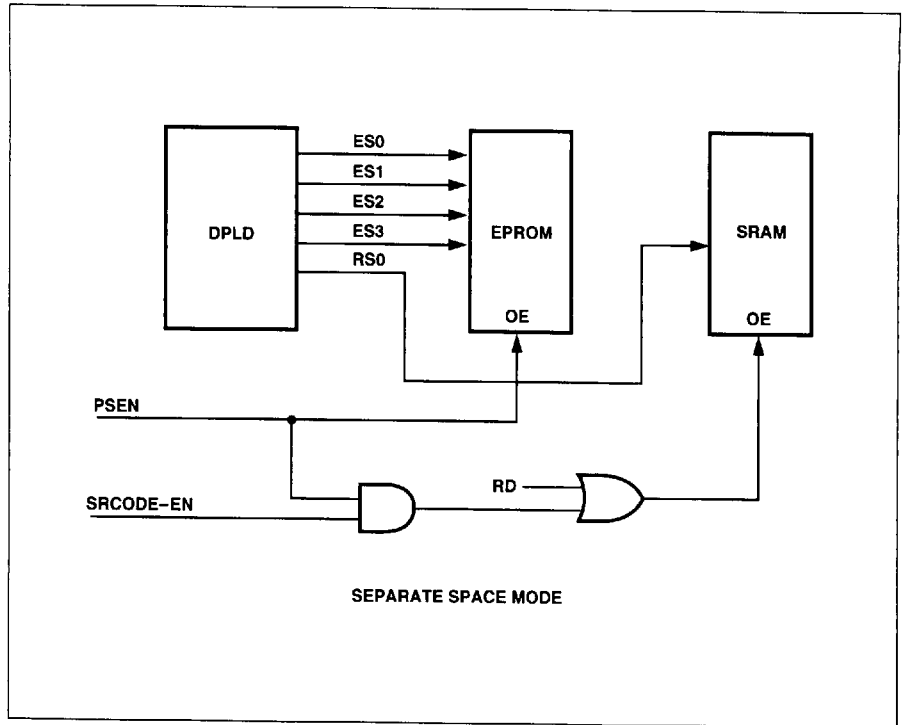 ES0
ES1
ES2
ES3
RS0
DPLD
EPROM
OE
SRAM
OE
PSEN
SRCODE-EN
RD
SEPARATE SPACE MODE